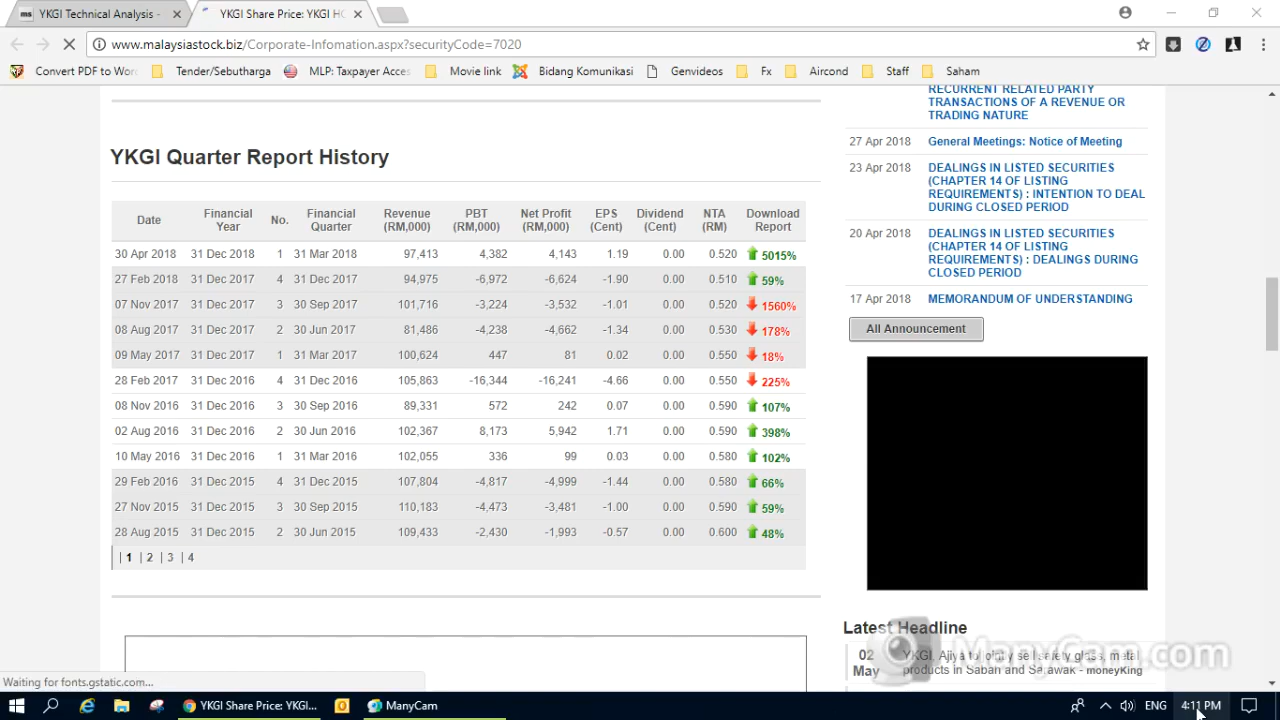 YKGI Technical Analysis -
YKGI Share Price: YKGI HO
www.malaysiastock.biz/Corporate-Infomation.aspx?securityCode=7020
Convert PDF to Word
Tender/Sebutharga
MLP: Taxpayer Acces
Movie link
Bidang Komunikasi
Genvideos
Fx
Aircond
Staff
Saham
YKGI Quarter Report History
Date Financial Year No. Financial Quarter Revenue (RM,000) PBT (RM,000) Net Profit (RM,000) EPS (Cent) Dividend (Cent) NTA (RM) Download Report
30 Apr 2018 31 Dec 2018 1 31 Mar 2018 97,413 4,382 4,143 1.19 0.00 0.520 5015%
27 Feb 2018 31 Dec 2017 4 31 Dec 2017 94,975 -6,972 -6,624 -1.90 0.00 0.510 59%
07 Nov 2017 31 Dec 2017 3 30 Sep 2017 101,716 -3,224 -3,532 -1.01 0.00 0.520 1560%
08 Aug 2017 31 Dec 2017 2 30 Jun 2017 81,486 -4,238 -4,662 -1.34 0.00 0.530 178%
09 May 2017 31 Dec 2017 1 31 Mar 2017 100,624 447 81 0.02 0.00 0.550 18%
28 Feb 2017 31 Dec 2016 4 31 Dec 2016 105,863 -16,344 -16,241 -4.66 0.00 0.550 225%
08 Nov 2016 31 Dec 2016 3 30 Sep 2016 89,331 572 242 0.07 0.00 0.590 107%
02 Aug 2016 31 Dec 2016 2 30 Jun 2016 102,367 8,173 5,942 1.71 0.00 0.590 398%
10 May 2016 31 Dec 2016 1 31 Mar 2016 102,055 336 99 0.03 0.00 0.580 102%
29 Feb 2016 31 Dec 2015 4 31 Dec 2015 107,804 -4,817 -4,999 -1.44 0.00 0.580 66%
27 Nov 2015 31 Dec 2015 3 30 Sep 2015 110,183 -4,473 -3,481 -1.00 0.00 0.590 59%
28 Aug 2015 31 Dec 2015 2 30 Jun 2015 109,433 -2,430 -1,993 -0.57 0.00 0.600 48%
| 1 | 2 | 3 | 4
RECURRENT RELATED PARTY
TRANSACTIONS OF A REVENUE OR
TRADING NATURE
27 Apr 2018 General Meetings: Notice of Meeting
23 Apr 2018 DEALINGS IN LISTED SECURITIES
(CHAPTER 14 OF LISTING
REQUIREMENTS) : INTENTION TO DEAL
DURING CLOSED PERIOD
20 Apr 2018 DEALINGS IN LISTED SECURITIES
(CHAPTER 14 OF LISTING
REQUIREMENTS) : DEALINGS DURING
CLOSED PERIOD
17 Apr 2018 MEMORANDUM OF UNDERSTANDING
All Announcement
Latest Headline
02 May YKGI, Ajiya to jointly sell safety glass, metal
products in Sabah and Sarawak - moneyKing
ManyCam.com
Waiting for fonts.gstatic.com...
YKGI Share Price: YKGI...
ManyCam
ENG
4:11 PM